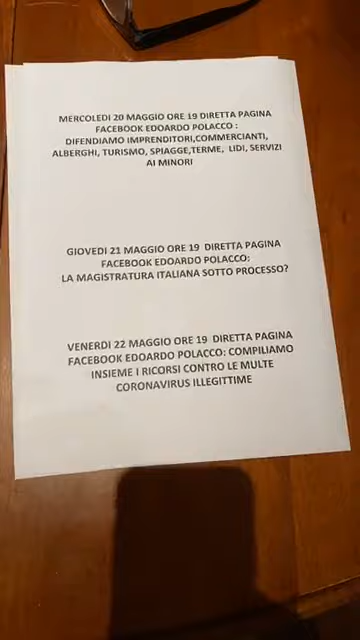 MERCOLEDI 20 MAGGIO ORE 19 DIRETTA PAGINA
FACEBOOK EDOARDO POLACCO :
DIFENDIAMO IMPRENDITORI,COMMERCIANTI,
ALBERGHI, TURISMO, SPIAGGE,TERME, LIDI, SERVIZI
AI MINORI
GIOVEDI 21 MAGGIO ORE 19 DIRETTA PAGINA
FACEBOOK EDOARDO POLACCO:
LA MAGISTRATURA ITALIANA SOTTO PROCESSO?
VENERDI 22 MAGGIO ORE 19 DIRETTA PAGINA
FACEBOOK EDOARDO POLACCO: COMPILIAMO
INSIEME I RICORSI CONTRO LE MULTE
CORONAVIRUS ILLEGITTIME